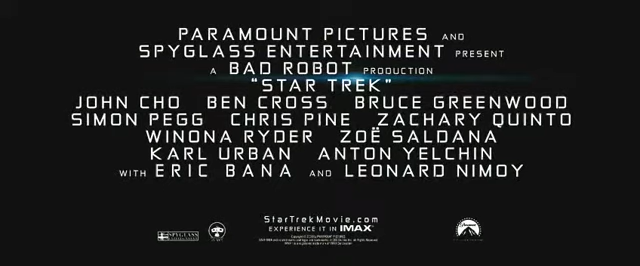 PARAMOUNT PICTURES AND
SPYGLASS ENTERTAINMENT PRESENT
A BAD ROBOT PRODUCTION
“STAR TREK”
JOHN CHO BEN CROSS BRUCE GREENWOOD
SIMON PEGG CHRIS PINE ZACHARY QUINTO
WINONA RYDER ZOË SALDANA
KARL URBAN ANTON YELCHIN
WITH ERIC BANA AND LEONARD NIMOY
StarTrekMovie.com
EXPERIENCE IT IN IMAX
SPYGLASS
Paramount